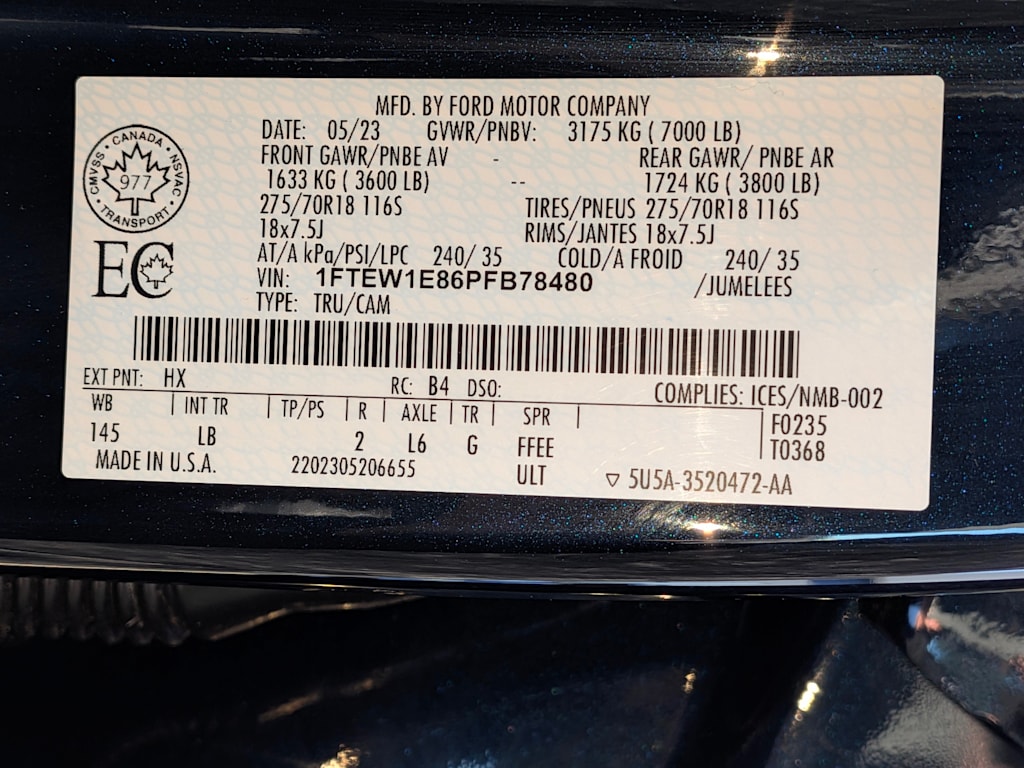 MFD. BY FORD MOTOR COMPANY
DATE: 05/23 GVWR/PNBV: 3175 KG ( 7000 LB)
FRONT GAWR/PNBE AV - REAR GAWR/ PNBE AR
1633 KG ( 3600 LB) -- 1724 KG ( 3800 LB)
275/70R18 116S TIRES/PNEUS 275/70R18 116S
18x7.5J RIMS/JANTES 18x7.5J
AT/A kPa/PSI/LPC 240/ 35 COLD/A FROID 240/ 35
VIN: 1FTEW1E86PFB78480 /JUMELEES
TYPE: TRU/CAM
CANADA
CMVSS
NSVAC
977
TRANSPORT
EC
EXT PNT: HX RC: B4 DSO: COMPLIES: ICES/NMB-002
WB | INT TR | TP/PS | R | AXLE | TR | SPR | F0235
145 LB 2 L6 G FFEE T0368
MADE IN U.S.A. 2202305206655 ULT ▽ 5U5A-3520472-AA